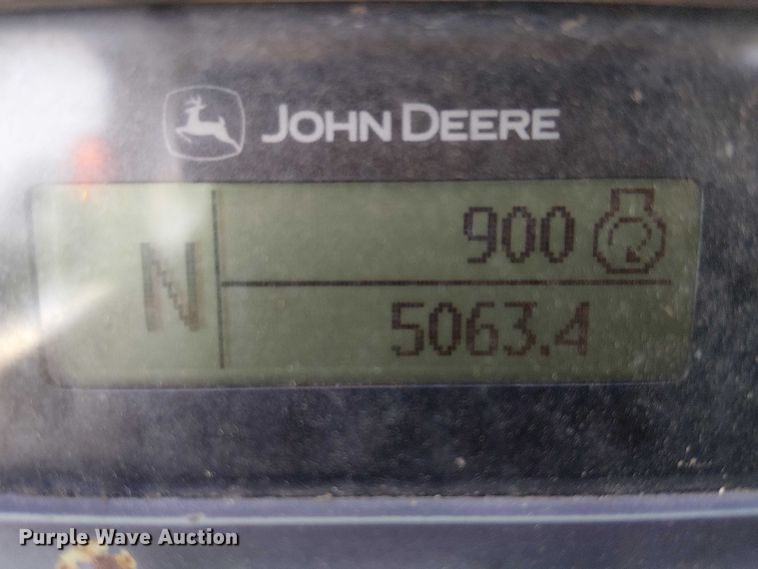 JOHN DEERE
N
900
5063.4
Purple Wave Auction